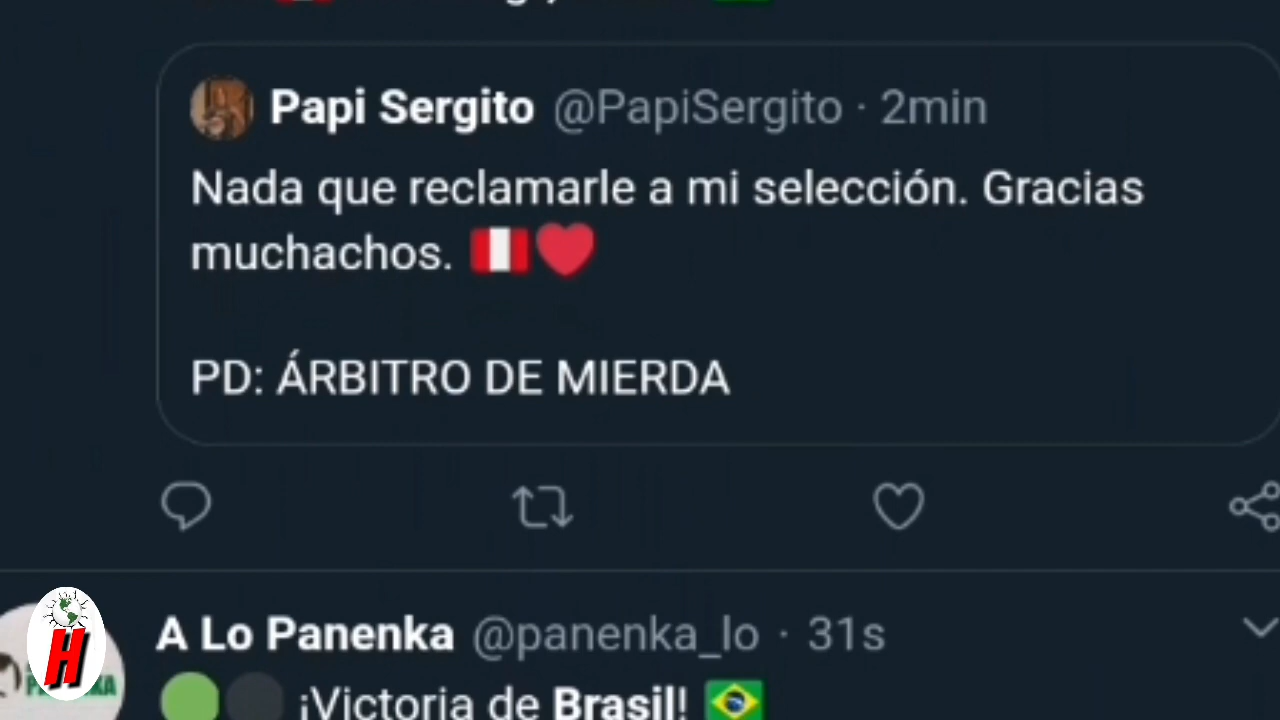 Papi Sergito @PapiSergito · 2min
Nada que reclamarle a mi selección. Gracias
muchachos. 🇵🇪❤️
PD: ÁRBITRO DE MIERDA
A Lo Panenka @panenka_lo · 31s
H
🟢⚫ ¡Victoria de Brasil! 🇧🇷